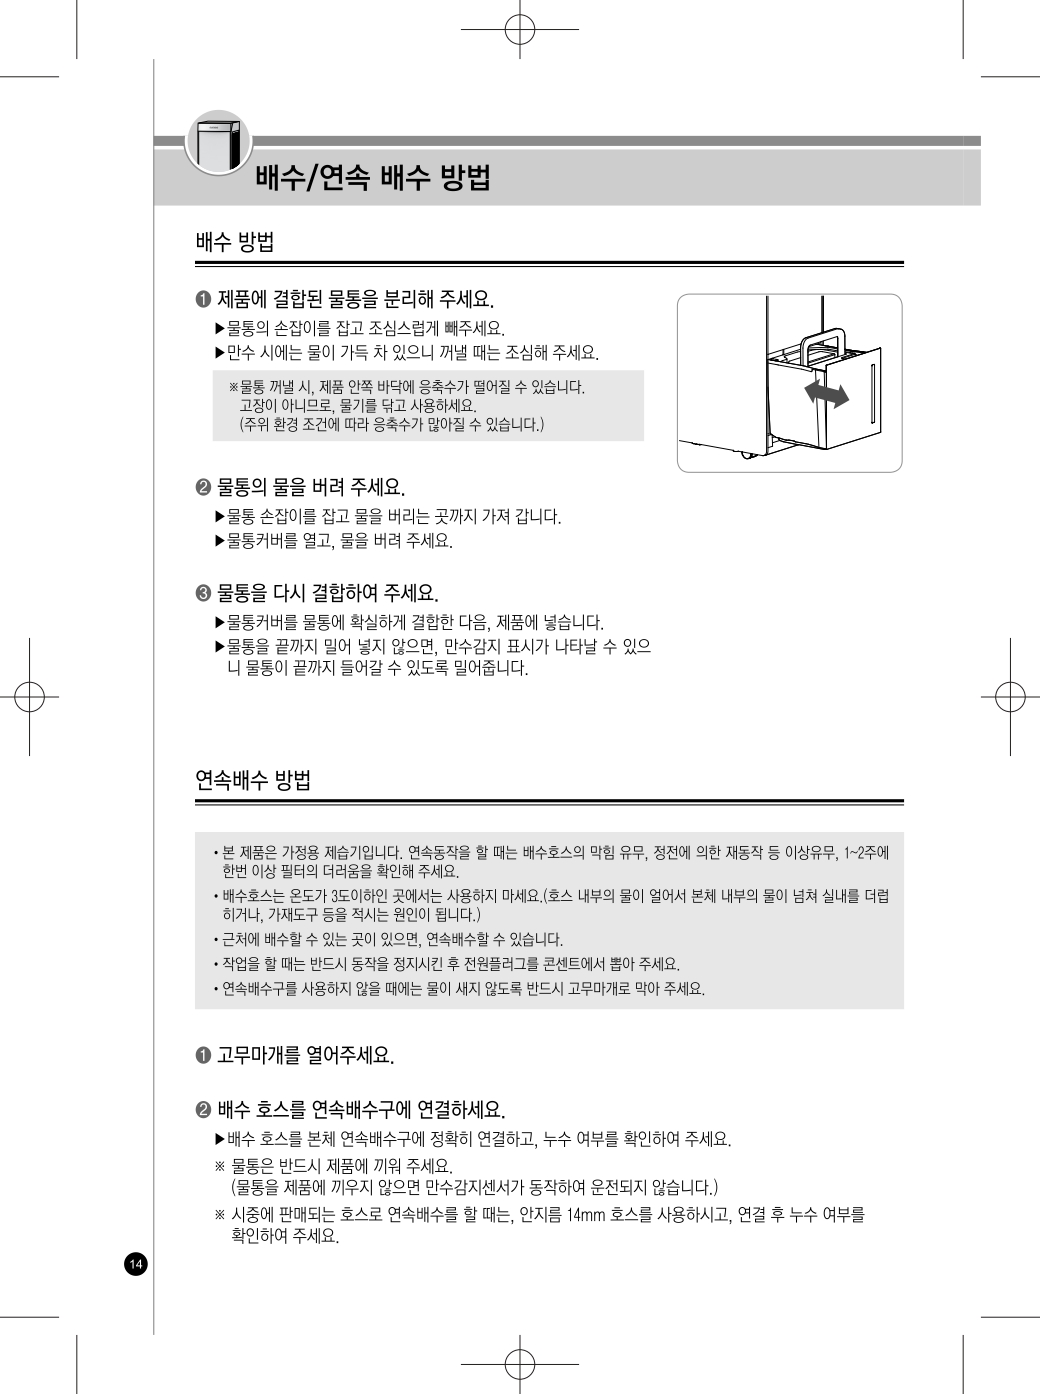 배수/연속 배수 방법
배수 방법
❶ 제품에 결합된 물통을 분리해 주세요.
▶물통의 손잡이를 잡고 조심스럽게 빼주세요.
▶만수 시에는 물이 가득 차 있으니 꺼낼 때는 조심해 주세요.
※물통 꺼낼 시, 제품 안쪽 바닥에 응축수가 떨어질 수 있습니다.
고장이 아니므로, 물기를 닦고 사용하세요.
(주위 환경 조건에 따라 응축수가 많아질 수 있습니다.)
❷ 물통의 물을 버려 주세요.
▶물통 손잡이를 잡고 물을 버리는 곳까지 가져 갑니다.
▶물통커버를 열고, 물을 버려 주세요.
❸ 물통을 다시 결합하여 주세요.
▶물통커버를 물통에 확실하게 결합한 다음, 제품에 넣습니다.
▶물통을 끝까지 밀어 넣지 않으면, 만수감지 표시가 나타날 수 있으
니 물통이 끝까지 들어갈 수 있도록 밀어줍니다.
연속배수 방법
• 본 제품은 가정용 제습기입니다. 연속동작을 할 때는 배수호스의 막힘 유무, 정전에 의한 재동작 등 이상유무, 1~2주에
한번 이상 필터의 더러움을 확인해 주세요.
• 배수호스는 온도가 3도이하인 곳에서는 사용하지 마세요.(호스 내부의 물이 얼어서 본체 내부의 물이 넘쳐 실내를 더럽
히거나, 가재도구 등을 적시는 원인이 됩니다.)
• 근처에 배수할 수 있는 곳이 있으면, 연속배수할 수 있습니다.
• 작업을 할 때는 반드시 동작을 정지시킨 후 전원플러그를 콘센트에서 뽑아 주세요.
• 연속배수구를 사용하지 않을 때에는 물이 새지 않도록 반드시 고무마개로 막아 주세요.
❶ 고무마개를 열어주세요.
❷ 배수 호스를 연속배수구에 연결하세요.
▶배수 호스를 본체 연속배수구에 정확히 연결하고, 누수 여부를 확인하여 주세요.
※ 물통은 반드시 제품에 끼워 주세요.
(물통을 제품에 끼우지 않으면 만수감지센서가 동작하여 운전되지 않습니다.)
※ 시중에 판매되는 호스로 연속배수를 할 때는, 안지름 14mm 호스를 사용하시고, 연결 후 누수 여부를
확인하여 주세요.
14